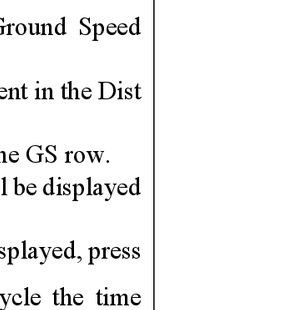 Ground Speed
ent in the Dist
he GS row.
l be displayed
splayed, press
ycle the time